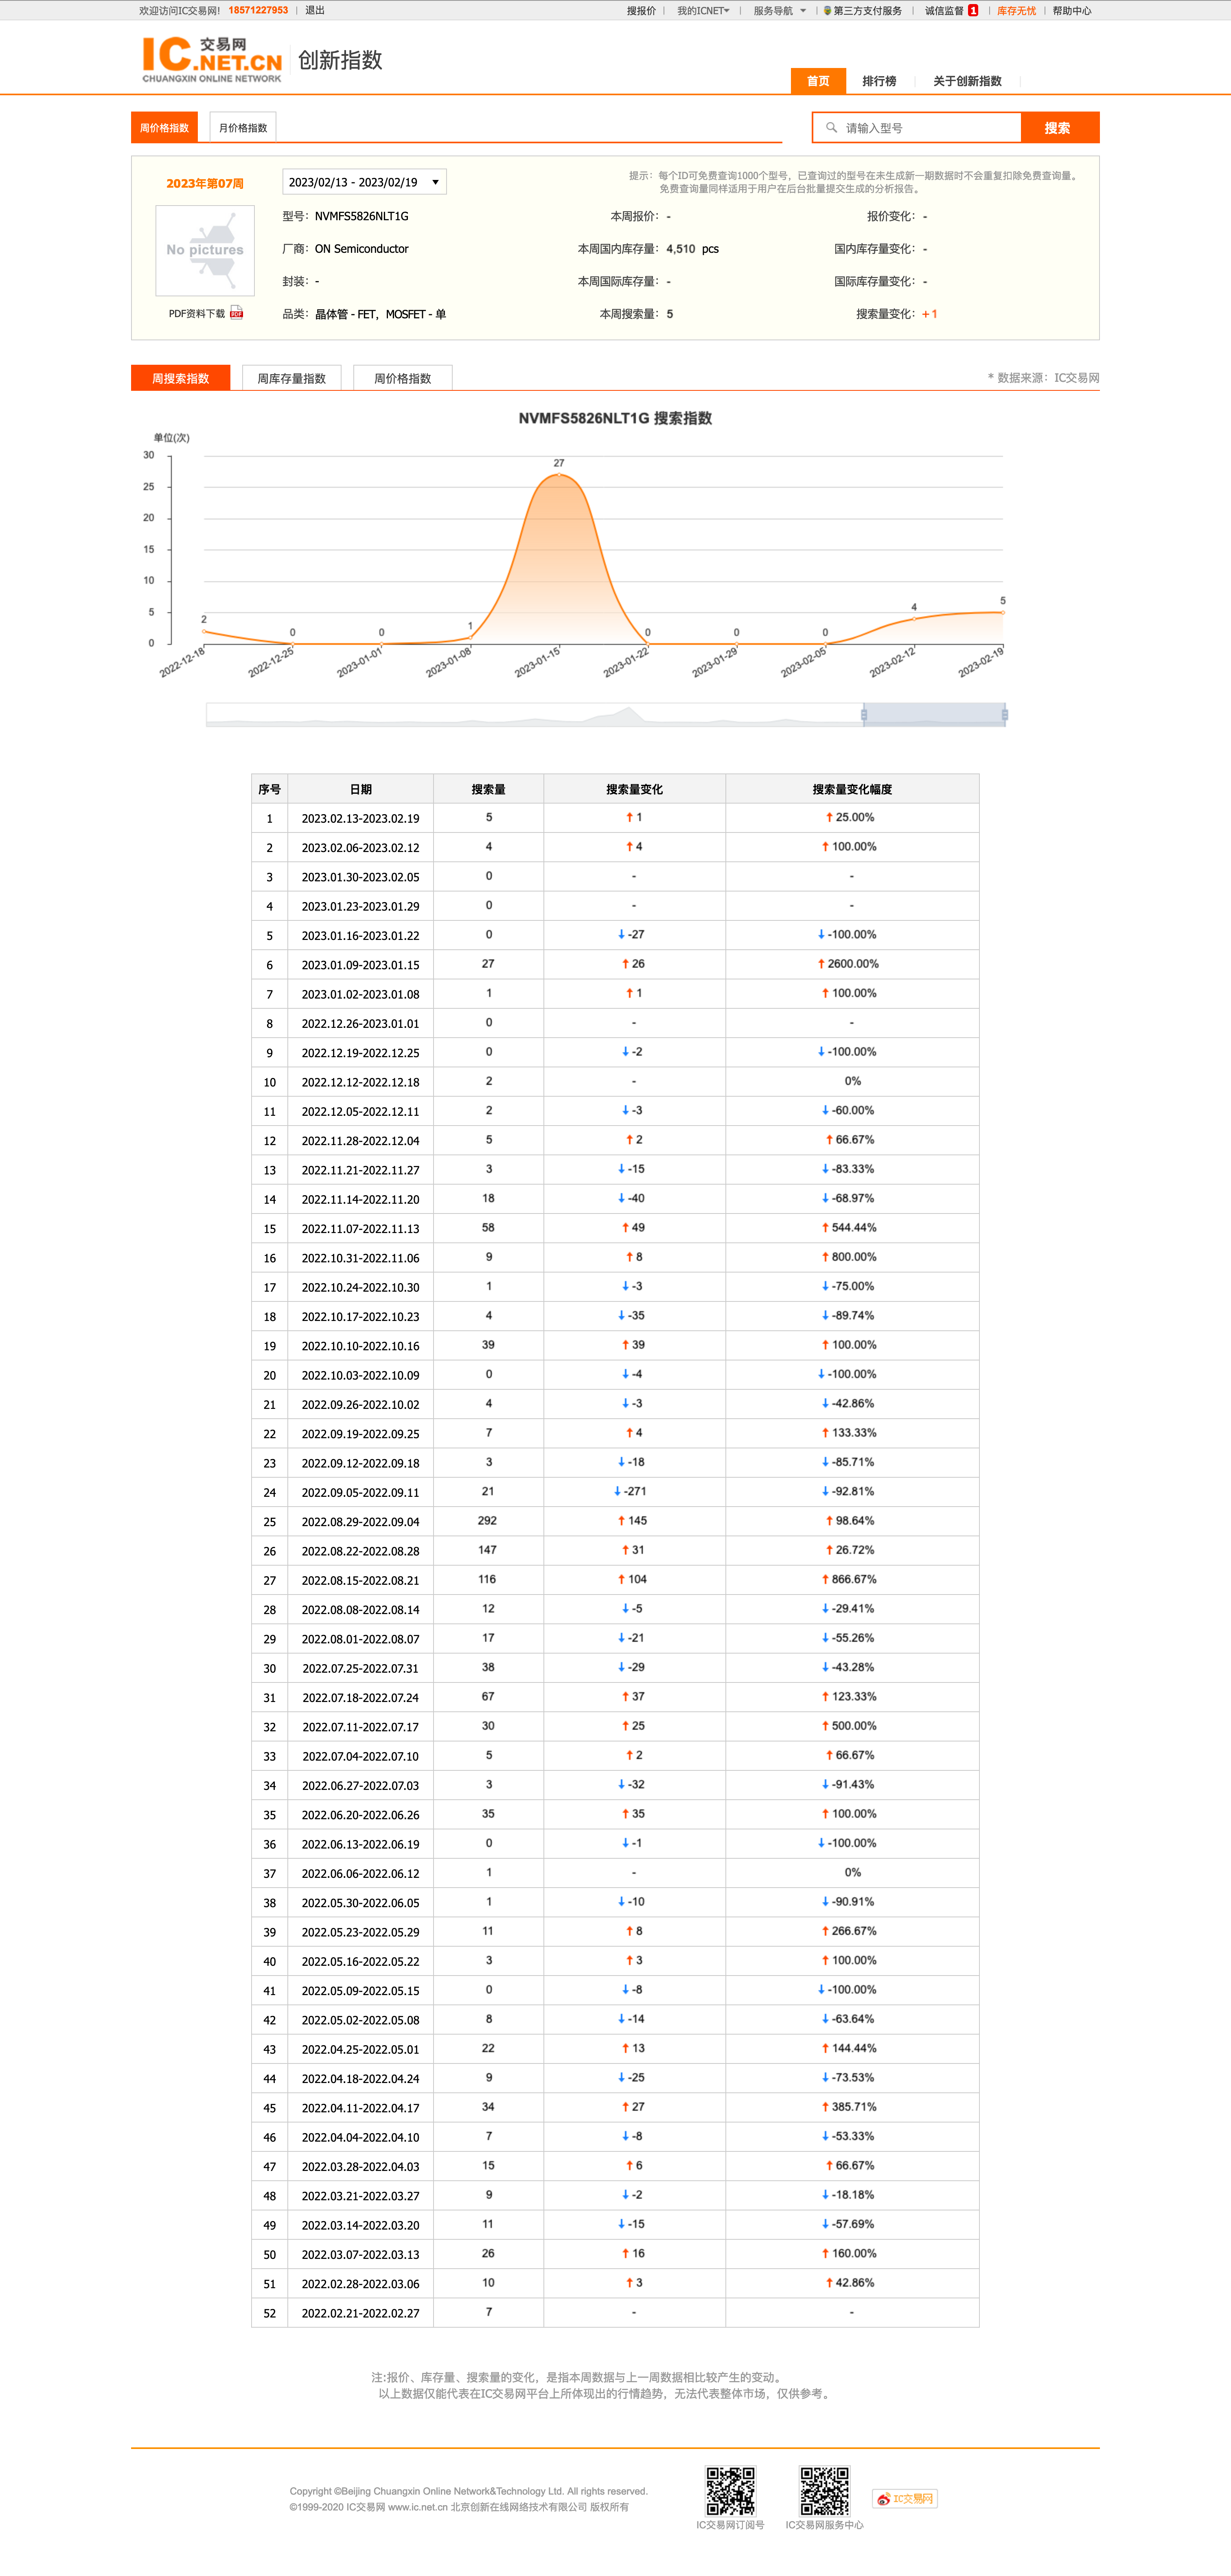 欢迎访问IC交易网! 18571227953 | 退出 搜报价 | 我的ICNET | 服务导航 | 第三方支付服务 | 诚信监督 1 | 库存无忧 | 帮助中心
IC 交易网
.NET.CN
CHUANGXIN ONLINE NETWORK
创新指数
首页 排行榜 关于创新指数
周价格指数 月价格指数 请输入型号 搜索
2023年第07周 2023/02/13 - 2023/02/19
提示：每个ID可免费查询1000个型号，已查询过的型号在未生成新一期数据时不会重复扣除免费查询量。
免费查询量同样适用于用户在后台批量提交生成的分析报告。
No pictures
PDF资料下载 PDF
型号：NVMFS5826NLT1G 本周报价：- 报价变化：-
厂商：ON Semiconductor 本周国内库存量：4,510 pcs 国内库存量变化：-
封装：- 本周国际库存量：- 国际库存量变化：-
品类：晶体管 - FET，MOSFET - 单 本周搜索量：5 搜索量变化：+1
周搜索指数 周库存量指数 周价格指数 * 数据来源：IC交易网
NVMFS5826NLT1G 搜索指数
单位(次)
30
25
20
15
10
5
0
2 0 0 1 27 0 0 0 4 5
2022-12-18 2022-12-25 2023-01-01 2023-01-08 2023-01-15 2023-01-22 2023-01-29 2023-02-05 2023-02-12 2023-02-19
序号 日期 搜索量 搜索量变化 搜索量变化幅度
1 2023.02.13-2023.02.19 5 ↑1 ↑25.00%
2 2023.02.06-2023.02.12 4 ↑4 ↑100.00%
3 2023.01.30-2023.02.05 0 - -
4 2023.01.23-2023.01.29 0 - -
5 2023.01.16-2023.01.22 0 ↓-27 ↓-100.00%
6 2023.01.09-2023.01.15 27 ↑26 ↑2600.00%
7 2023.01.02-2023.01.08 1 ↑1 ↑100.00%
8 2022.12.26-2023.01.01 0 - -
9 2022.12.19-2022.12.25 0 ↓-2 ↓-100.00%
10 2022.12.12-2022.12.18 2 - 0%
11 2022.12.05-2022.12.11 2 ↓-3 ↓-60.00%
12 2022.11.28-2022.12.04 5 ↑2 ↑66.67%
13 2022.11.21-2022.11.27 3 ↓-15 ↓-83.33%
14 2022.11.14-2022.11.20 18 ↓-40 ↓-68.97%
15 2022.11.07-2022.11.13 58 ↑49 ↑544.44%
16 2022.10.31-2022.11.06 9 ↑8 ↑800.00%
17 2022.10.24-2022.10.30 1 ↓-3 ↓-75.00%
18 2022.10.17-2022.10.23 4 ↓-35 ↓-89.74%
19 2022.10.10-2022.10.16 39 ↑39 ↑100.00%
20 2022.10.03-2022.10.09 0 ↓-4 ↓-100.00%
21 2022.09.26-2022.10.02 4 ↓-3 ↓-42.86%
22 2022.09.19-2022.09.25 7 ↑4 ↑133.33%
23 2022.09.12-2022.09.18 3 ↓-18 ↓-85.71%
24 2022.09.05-2022.09.11 21 ↓-271 ↓-92.81%
25 2022.08.29-2022.09.04 292 ↑145 ↑98.64%
26 2022.08.22-2022.08.28 147 ↑31 ↑26.72%
27 2022.08.15-2022.08.21 116 ↑104 ↑866.67%
28 2022.08.08-2022.08.14 12 ↓-5 ↓-29.41%
29 2022.08.01-2022.08.07 17 ↓-21 ↓-55.26%
30 2022.07.25-2022.07.31 38 ↓-29 ↓-43.28%
31 2022.07.18-2022.07.24 67 ↑37 ↑123.33%
32 2022.07.11-2022.07.17 30 ↑25 ↑500.00%
33 2022.07.04-2022.07.10 5 ↑2 ↑66.67%
34 2022.06.27-2022.07.03 3 ↓-32 ↓-91.43%
35 2022.06.20-2022.06.26 35 ↑35 ↑100.00%
36 2022.06.13-2022.06.19 0 ↓-1 ↓-100.00%
37 2022.06.06-2022.06.12 1 - 0%
38 2022.05.30-2022.06.05 1 ↓-10 ↓-90.91%
39 2022.05.23-2022.05.29 11 ↑8 ↑266.67%
40 2022.05.16-2022.05.22 3 ↑3 ↑100.00%
41 2022.05.09-2022.05.15 0 ↓-8 ↓-100.00%
42 2022.05.02-2022.05.08 8 ↓-14 ↓-63.64%
43 2022.04.25-2022.05.01 22 ↑13 ↑144.44%
44 2022.04.18-2022.04.24 9 ↓-25 ↓-73.53%
45 2022.04.11-2022.04.17 34 ↑27 ↑385.71%
46 2022.04.04-2022.04.10 7 ↓-8 ↓-53.33%
47 2022.03.28-2022.04.03 15 ↑6 ↑66.67%
48 2022.03.21-2022.03.27 9 ↓-2 ↓-18.18%
49 2022.03.14-2022.03.20 11 ↓-15 ↓-57.69%
50 2022.03.07-2022.03.13 26 ↑16 ↑160.00%
51 2022.02.28-2022.03.06 10 ↑3 ↑42.86%
52 2022.02.21-2022.02.27 7 - -
注:报价、库存量、搜索量的变化，是指本周数据与上一周数据相比较产生的变动。
以上数据仅能代表在IC交易网平台上所体现出的行情趋势，无法代表整体市场，仅供参考。
Copyright ©Beijing Chuangxin Online Network&Technology Ltd. All rights reserved.
©1999-2020 IC交易网 www.ic.net.cn 北京创新在线网络技术有限公司 版权所有
IC交易网订阅号 IC交易网服务中心 IC交易网